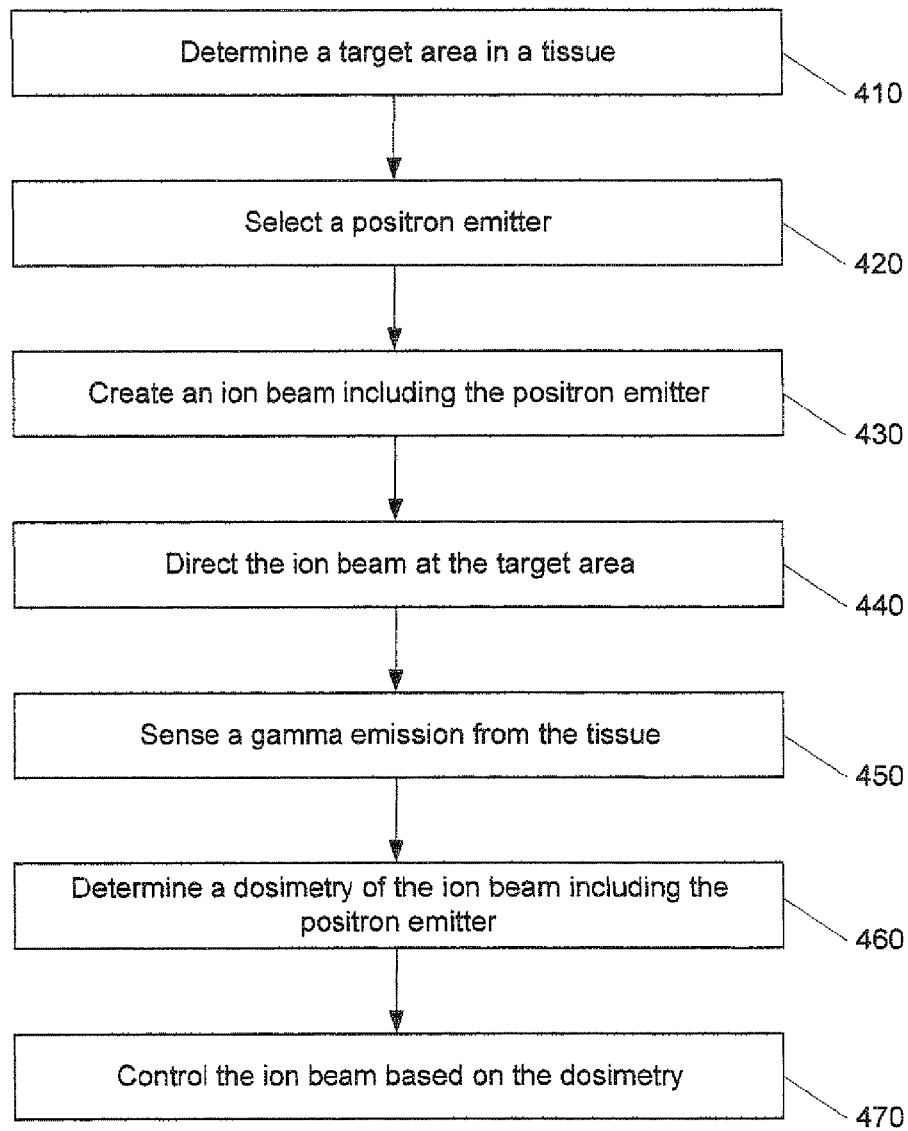 Determine a target area in a tissue
410
Select a positron emitter
420
Create an ion beam including the positron emitter
430
Direct the ion beam at the target area
440
Sense a gamma emission from the tissue
450
Determine a dosimetry of the ion beam including the
positron emitter
460
Control the ion beam based on the dosimetry
470